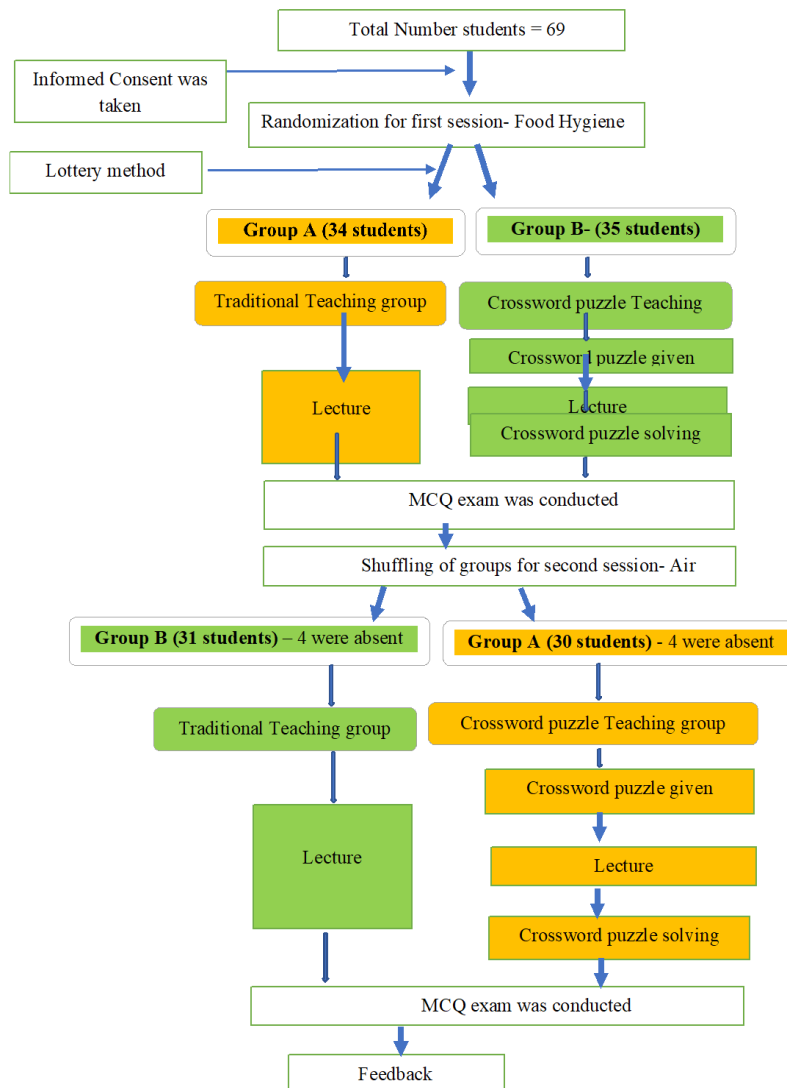 Total Number students = 69
Informed Consent was
taken
Randomization for first session- Food Hygiene
Lottery method
Group A (34 students)
Group B- (35 students)
Traditional Teaching group
Crossword puzzle Teaching
Crossword puzzle given
Lecture
Lecture
Crossword puzzle solving
MCQ exam was conducted
Shuffling of groups for second session- Air
Group B (31 students) – 4 were absent
Group A (30 students) - 4 were absent
Traditional Teaching group
Crossword puzzle Teaching group
Crossword puzzle given
Lecture
Lecture
Crossword puzzle solving
MCQ exam was conducted
Feedback